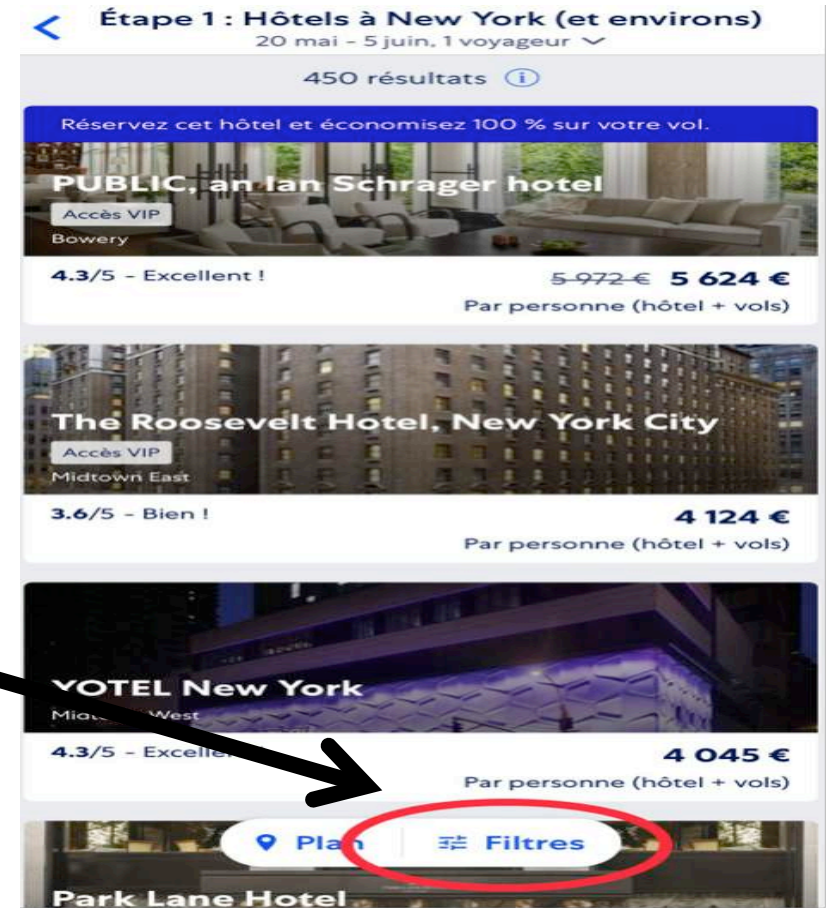 Étape 1 : Hôtels à New York (et environs)
20 mai - 5 juin, 1 voyageur
450 résultats
Réservez cet hôtel et économisez 100 % sur votre vol.
PUBLIC, an Ian Schrager hotel
Accès VIP
Bowery
4.3/5 - Excellent !
5 972 € 5 624 €
Par personne (hôtel + vols)
The Roosevelt Hotel, New York City
Accès VIP
Midtown East
3.6/5 - Bien !
4 124 €
Par personne (hôtel + vols)
YOTEL New York
West
4.3/5 -
4 045 €
Par personne (hôtel + vols)
Plan Filtres
Park Lane Hotel